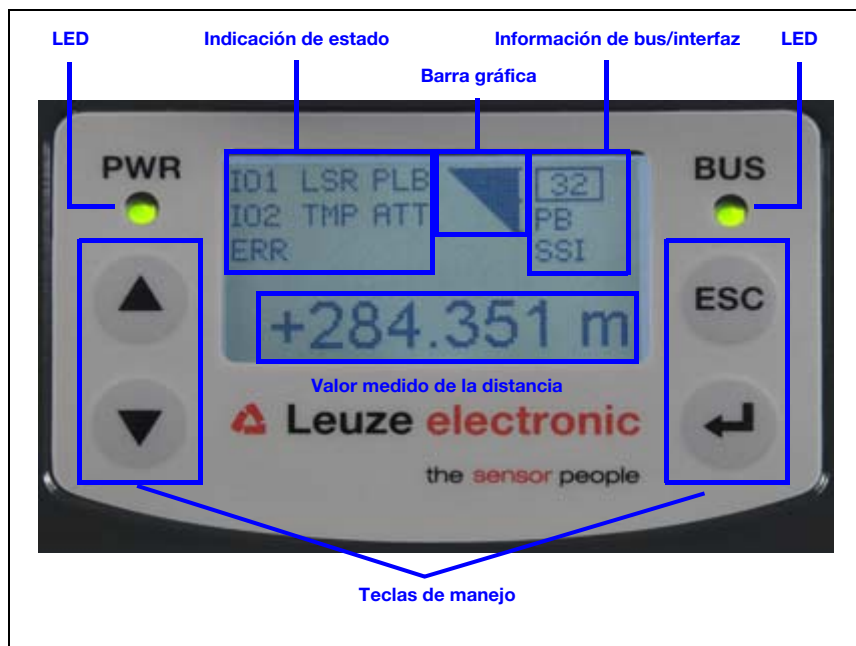 LED
Indicación de estado
Información de bus/interfaz
LED
Barra gráfica
PWR
BUS
IO1 LSR PLB
IO2 TMP ATT
ERR
32
PB
SSI
ESC
+284.351 m
Valor medido de la distancia
Leuze electronic
the sensor people
Teclas de manejo